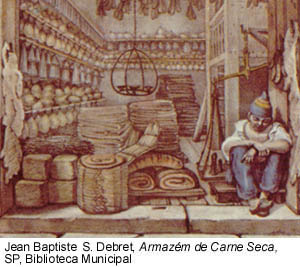 Jean Baptiste S. Debret, Armazém de Carne Seca,
SP, Biblioteca Municipal